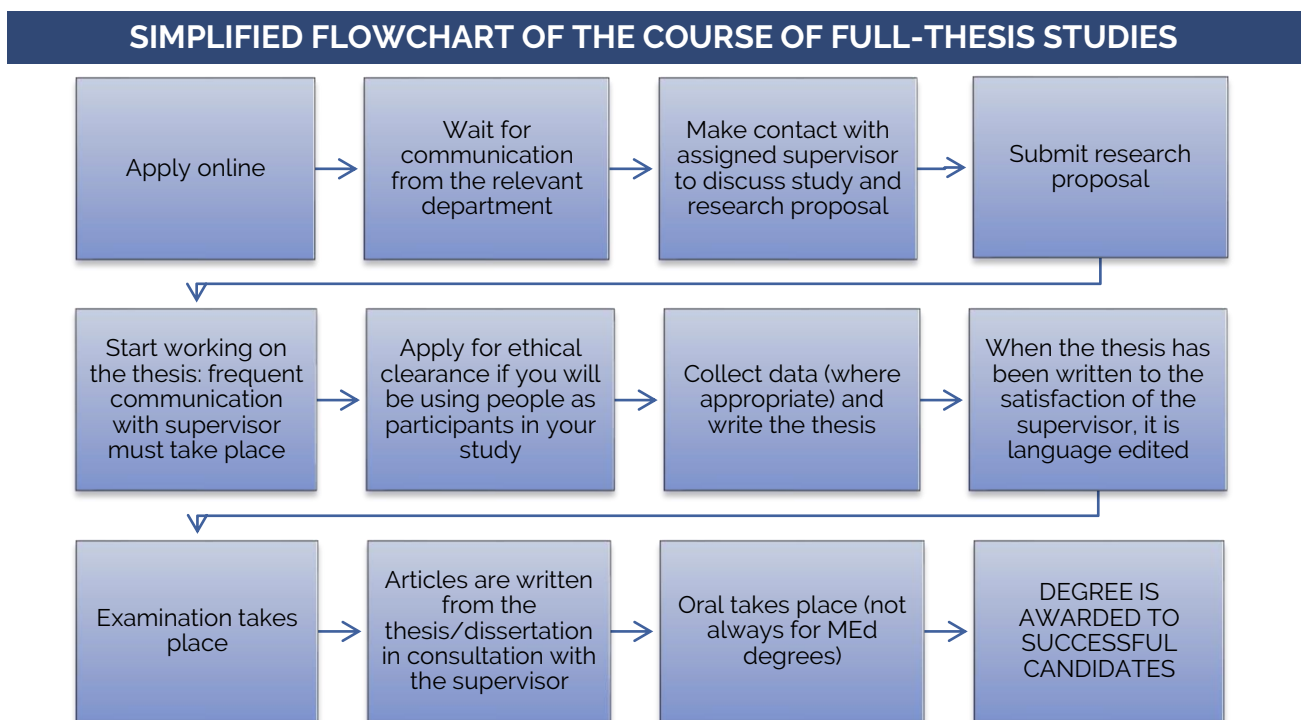 SIMPLIFIED FLOWCHART OF THE COURSE OF FULL-THESIS STUDIES
Apply online
Wait for
communication
from the relevant
department
Make contact with
assigned supervisor
to discuss study and
research proposal
Submit research
proposal
Start working on
the thesis: frequent
communication
with supervisor
must take place
Apply for ethical
clearance if you will
be using people as
participants in your
study
Collect data (where
appropriate) and
write the thesis
When the thesis has
been written to the
satisfaction of the
supervisor, it is
language edited
Examination takes
place
Articles are written
from the
thesis/dissertation
in consultation with
the supervisor
Oral takes place (not
always for MEd
degrees)
DEGREE IS
AWARDED TO
SUCCESSFUL
CANDIDATES